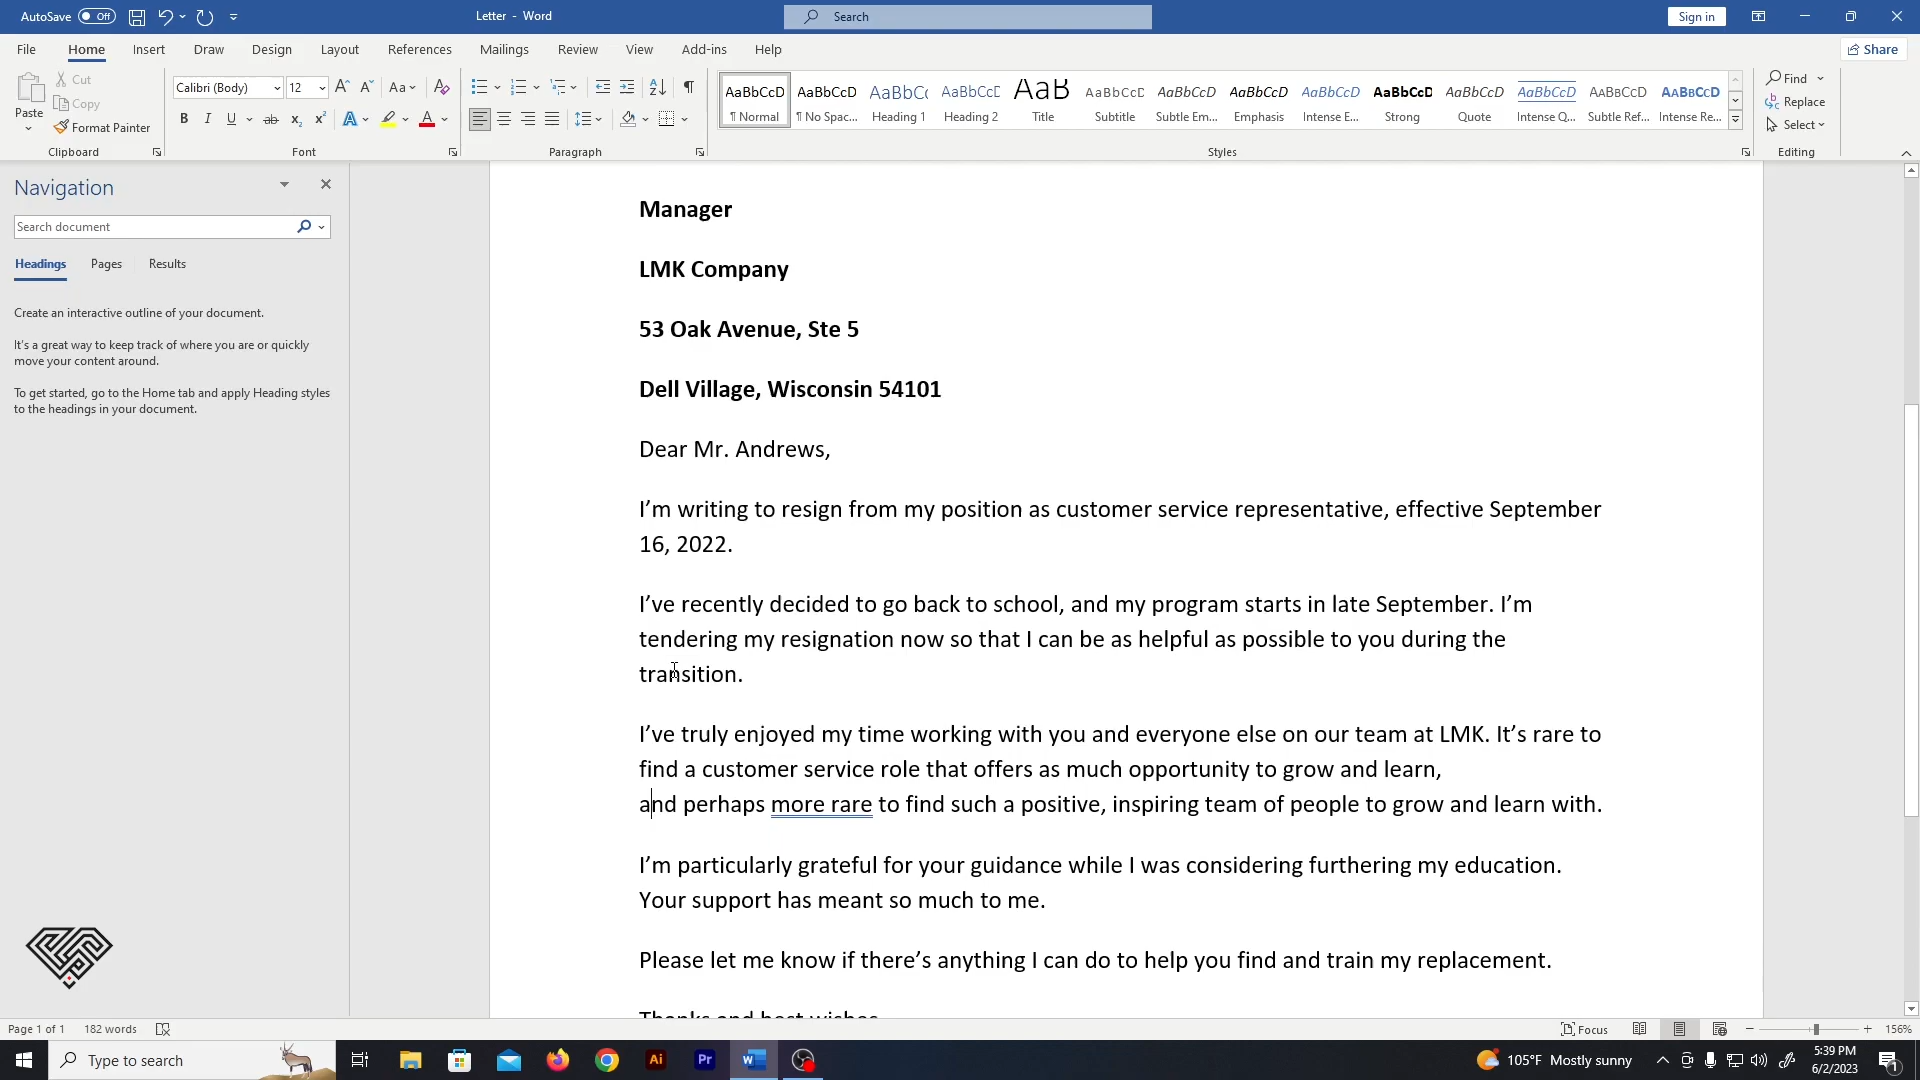 AutoSave Off Letter - Word Search Sign in
File Home Insert Draw Design Layout References Mailings Review View Add-ins Help Share
Paste Cut Copy Format Painter Clipboard
Calibri (Body) 12 Font
Paragraph
AaBbCcD AaBbCcD AaBbC AaBbCcD AaB AaBbCcD AaBbCcD AaBbCcD AaBbCcD AaBbCcD AaBbCcD AaBbCcD AaBbCcD AaBbCcD
¶ Normal ¶ No Spac... Heading 1 Heading 2 Title Subtitle Subtle Em... Emphasis Intense E... Strong Quote Intense Q... Subtle Ref... Intense Re...
Styles
Find
Replace
Select
Editing
Navigation
Search document
Headings Pages Results
Create an interactive outline of your document.
It's a great way to keep track of where you are or quickly
move your content around.
To get started, go to the Home tab and apply Heading styles
to the headings in your document.
Manager
LMK Company
53 Oak Avenue, Ste 5
Dell Village, Wisconsin 54101
Dear Mr. Andrews,
I’m writing to resign from my position as customer service representative, effective September
16, 2022.
I’ve recently decided to go back to school, and my program starts in late September. I’m
tendering my resignation now so that I can be as helpful as possible to you during the
transition.
I’ve truly enjoyed my time working with you and everyone else on our team at LMK. It’s rare to
find a customer service role that offers as much opportunity to grow and learn,
and perhaps more rare to find such a positive, inspiring team of people to grow and learn with.
I’m particularly grateful for your guidance while I was considering furthering my education.
Your support has meant so much to me.
Please let me know if there’s anything I can do to help you find and train my replacement.
Thanks and best wishes
Page 1 of 1 182 words Focus 156%
Type to search 105°F Mostly sunny 5:39 PM
6/2/2023